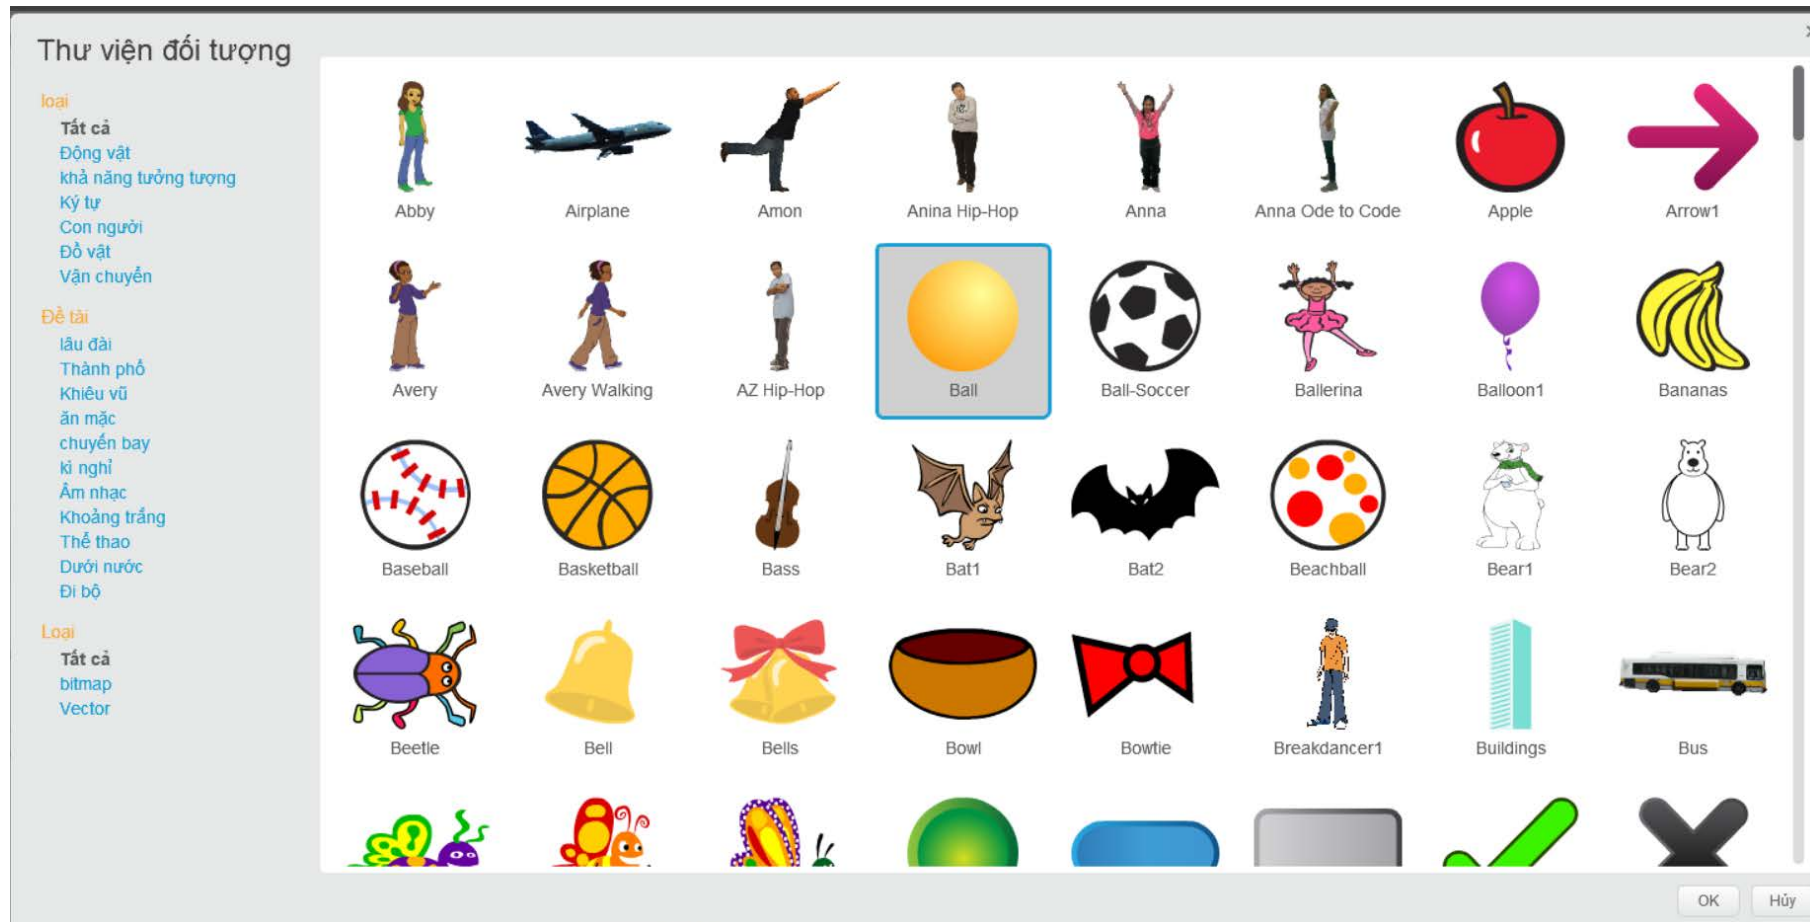 Thư viện đối tượng
loại
Tất cả
Động vật
khả năng tưởng tượng
Ký tự
Con người
Đồ vật
Vận chuyển
Đề tài
lâu đài
Thành phố
Khiêu vũ
ăn mặc
chuyến bay
kì nghỉ
Âm nhạc
Khoảng trắng
Thể thao
Dưới nước
Đi bộ
Loại
Tất cả
bitmap
Vector
Abby Airplane Amon Anina Hip-Hop Anna Anna Ode to Code Apple Arrow1
Avery Avery Walking AZ Hip-Hop Ball Ball-Soccer Ballerina Balloon1 Bananas
Baseball Basketball Bass Bat1 Bat2 Beachball Bear1 Bear2
Beetle Bell Bells Bowl Bowtie Breakdancer1 Buildings Bus
OK Hủy